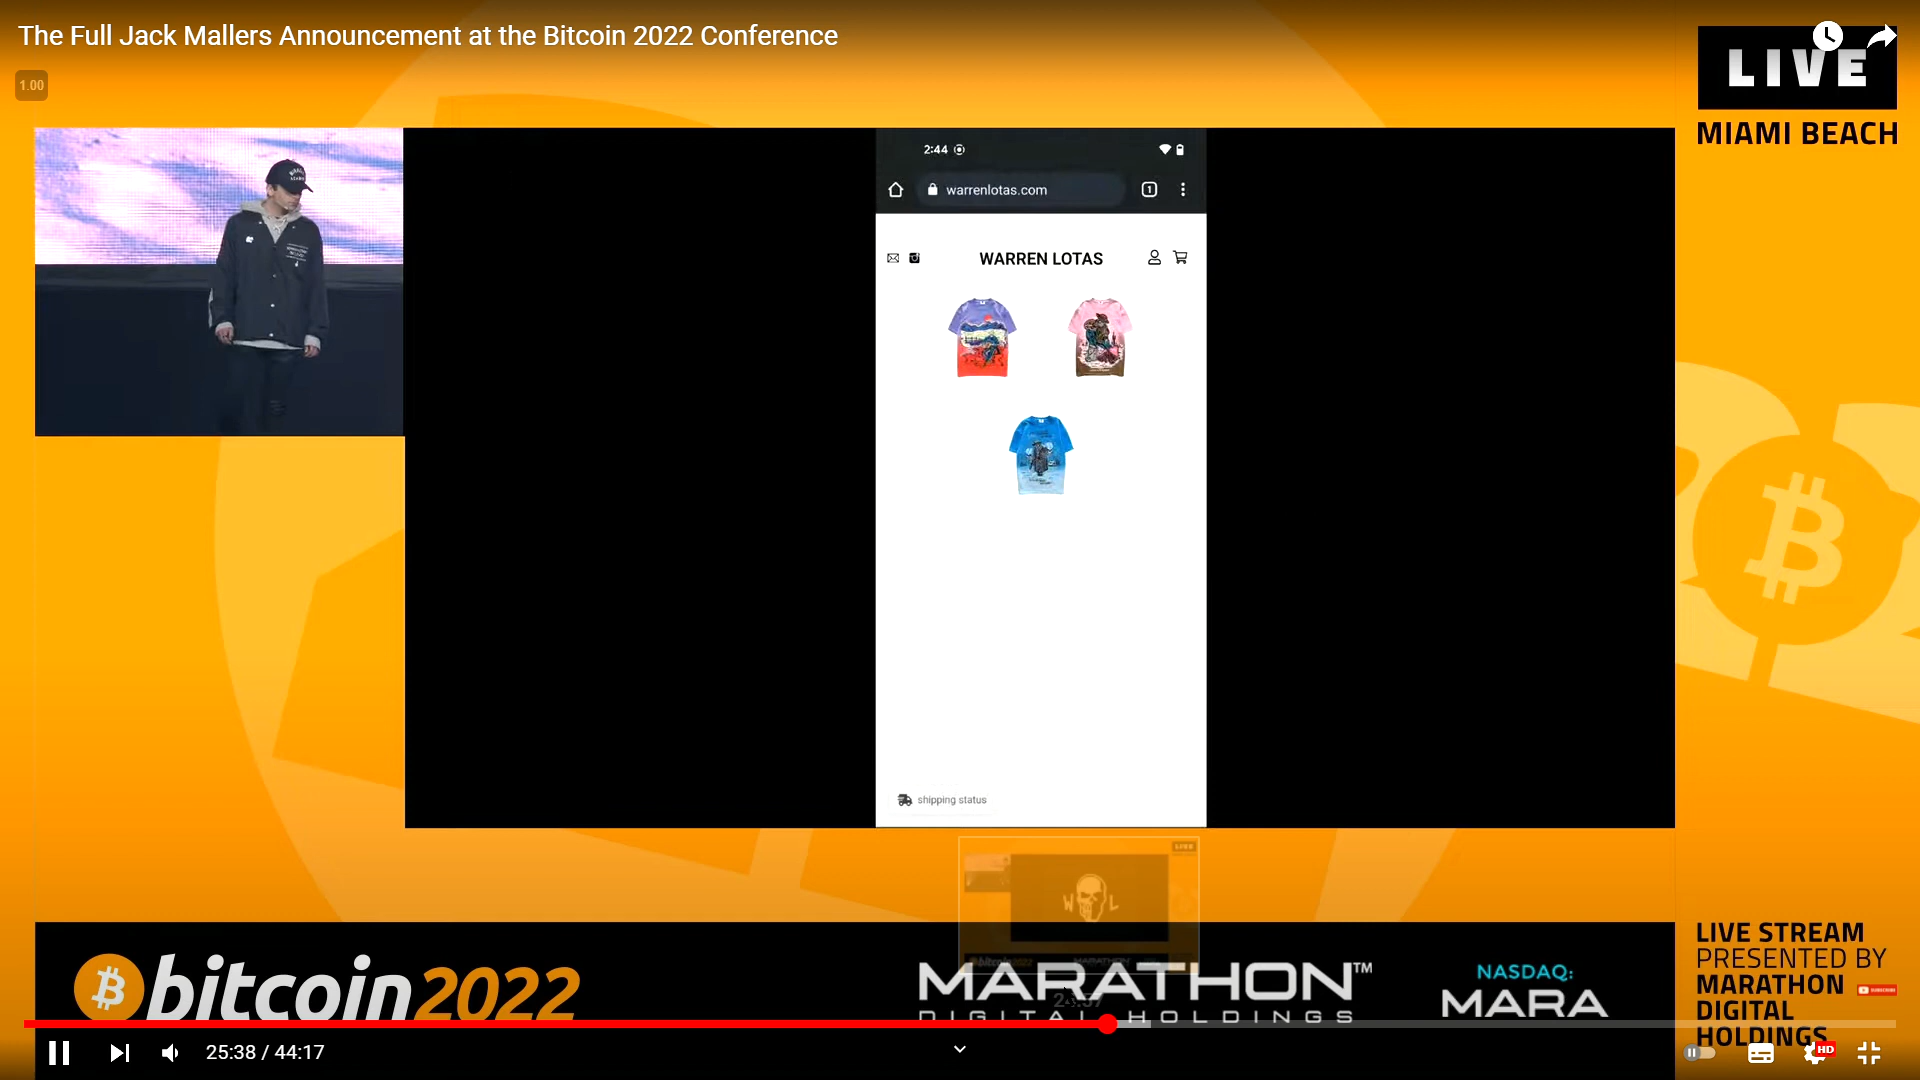 The Full Jack Mallers Announcement at the Bitcoin 2022 Conference
1.00
LIVE
MIAMI BEACH
2:44
warrenlotas.com
1
WARREN LOTAS
shipping status
LIVE
W L
bitcoin2022
MARATHON™
DIGITAL HOLDINGS
NASDAQ:
MARA
LIVE STREAM
PRESENTED BY
MARATHON
DIGITAL
HOLDINGS
25:38 / 44:17
HD